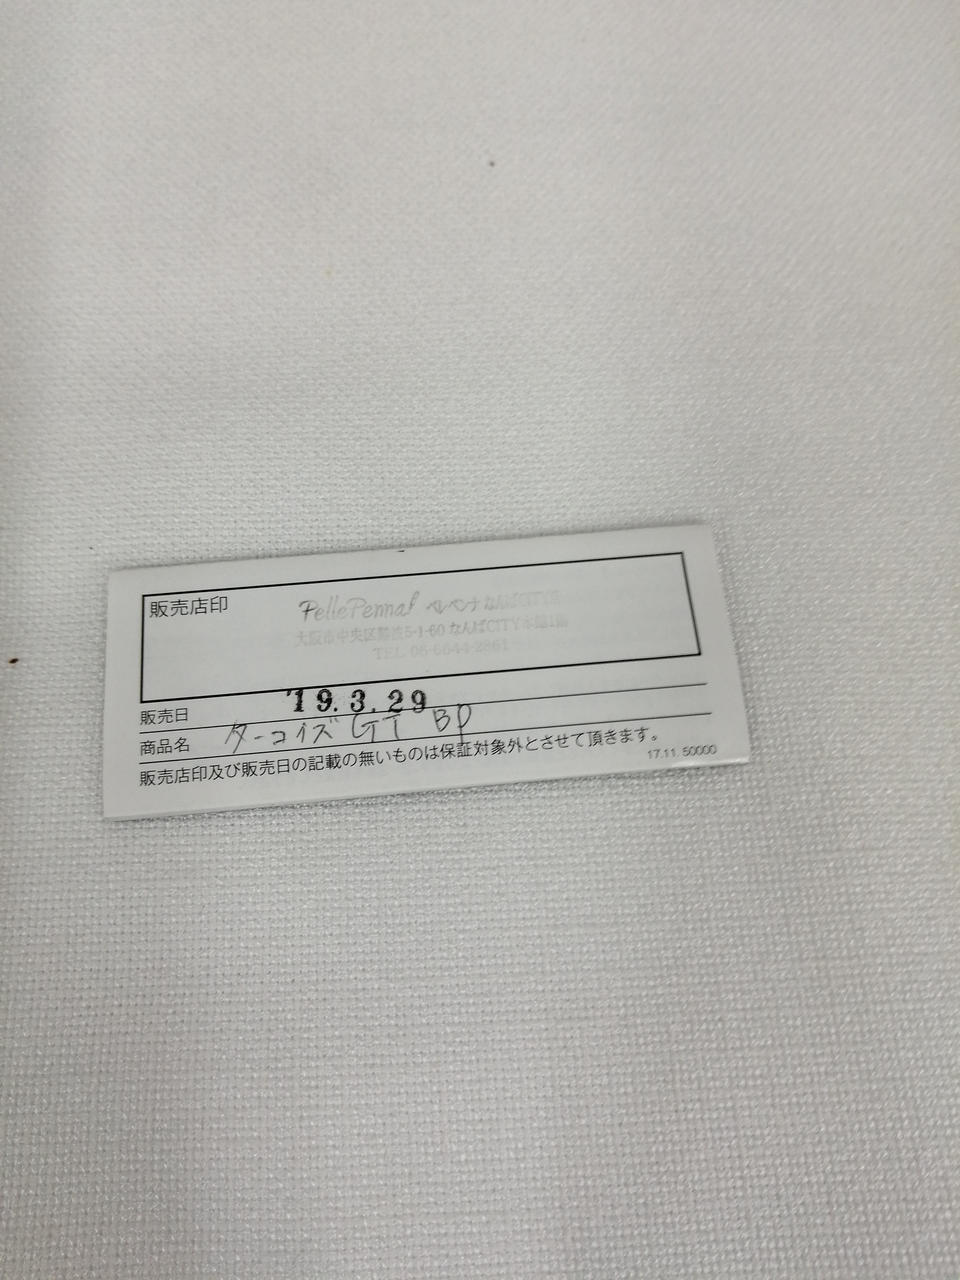 販売店印
PellePenna ペレペンナ なんばCITY店
大阪市中央区難波5-1-60 なんばCITY本館1階
TEL 06-6644-2861
販売日 '19.3.29
商品名 ターコイズ GT BP
販売店印及び販売日の記載の無いものは保証対象外とさせて頂きます。
17.11.50000